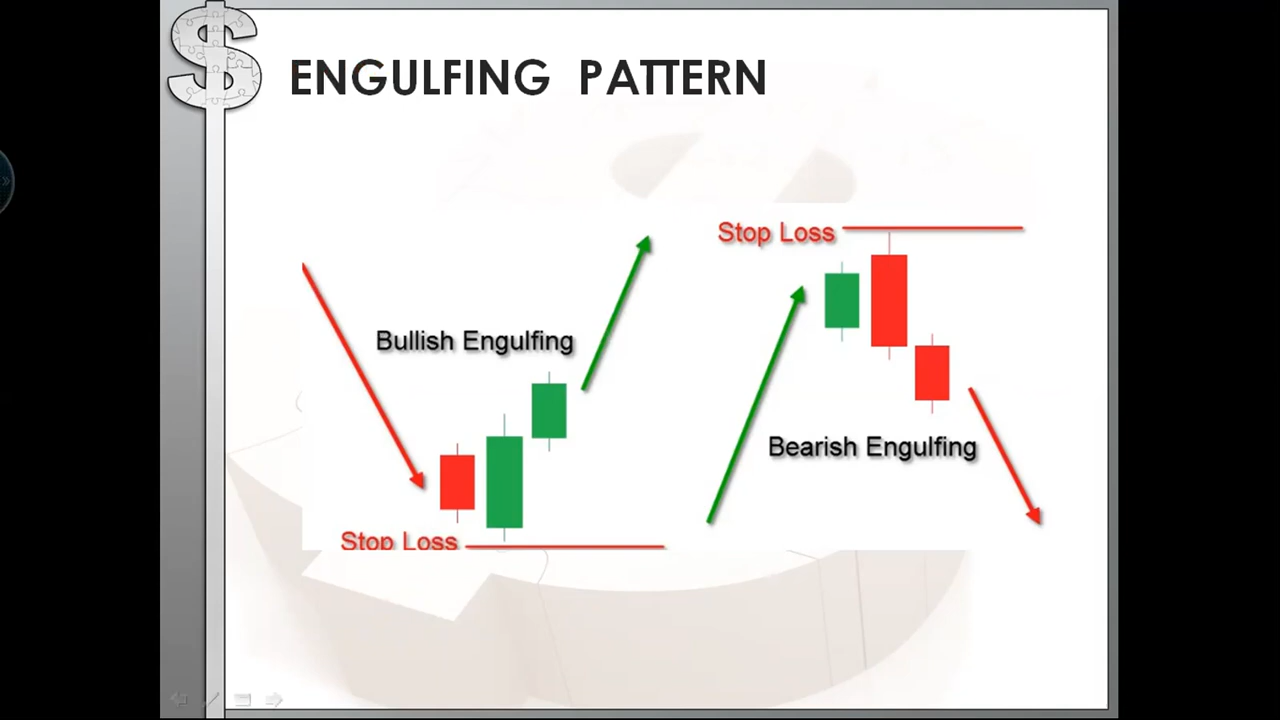 ENGULFING PATTERN
Stop Loss
Bullish Engulfing
Bearish Engulfing
Stop Loss